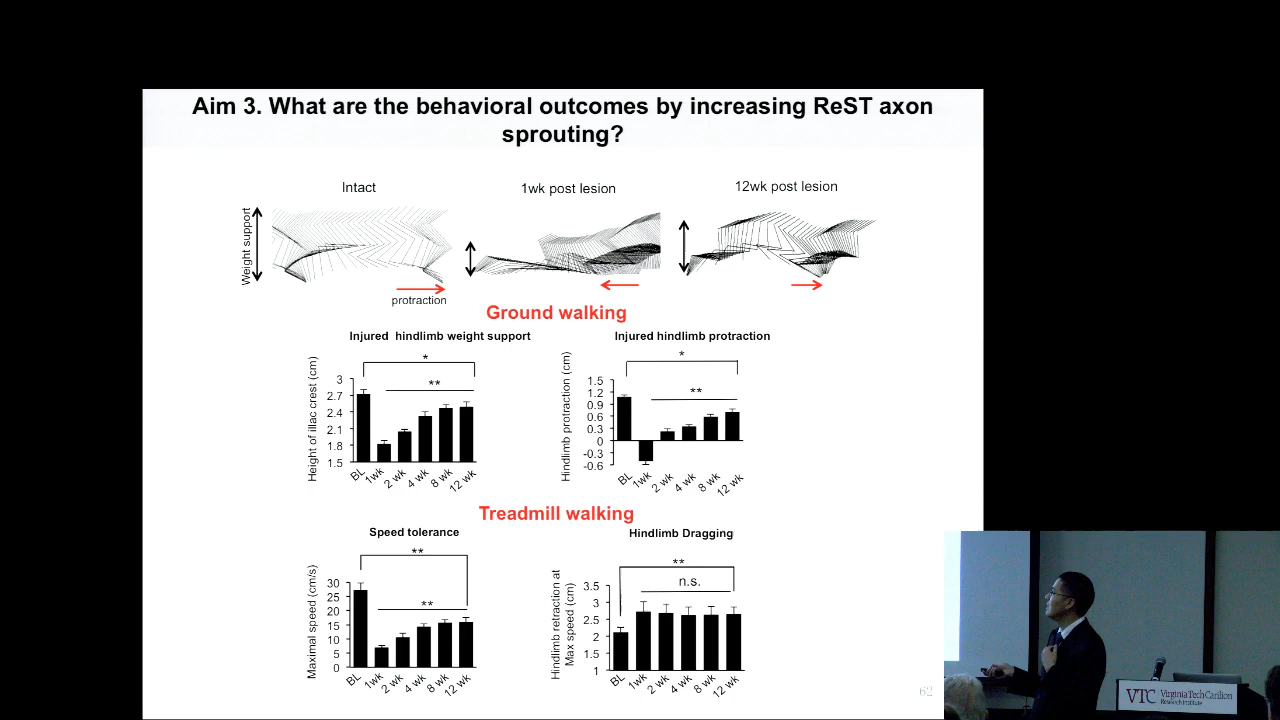 Aim 3. What are the behavioral outcomes by increasing ReST axon
sprouting?
Intact
1wk post lesion
12wk post lesion
Weight support
protraction
Ground walking
Injured hindlimb weight support
Injured hindlimb protraction
*
**
Height of illac crest (cm)
3
2.7
2.4
2.1
1.8
1.5
BL
1wk
2 wk
4 wk
8 wk
12 wk
*
**
Hindlimb protraction (cm)
1.5
1.2
0.9
0.6
0.3
0
-0.3
-0.6
BL
1wk
2 wk
4 wk
8 wk
12 wk
Treadmill walking
Speed tolerance
Hindlimb Dragging
**
**
Maximal speed (cm/s)
30
25
20
15
10
5
0
BL
1wk
2 wk
4 wk
8 wk
12 wk
**
n.s.
Hindlimb retraction at
Max speed (cm)
3.5
3
2.5
2
1.5
1
BL
1wk
2 wk
4 wk
8 wk
12 wk
62
VTC
Virginia Tech Carilion
Research Institute